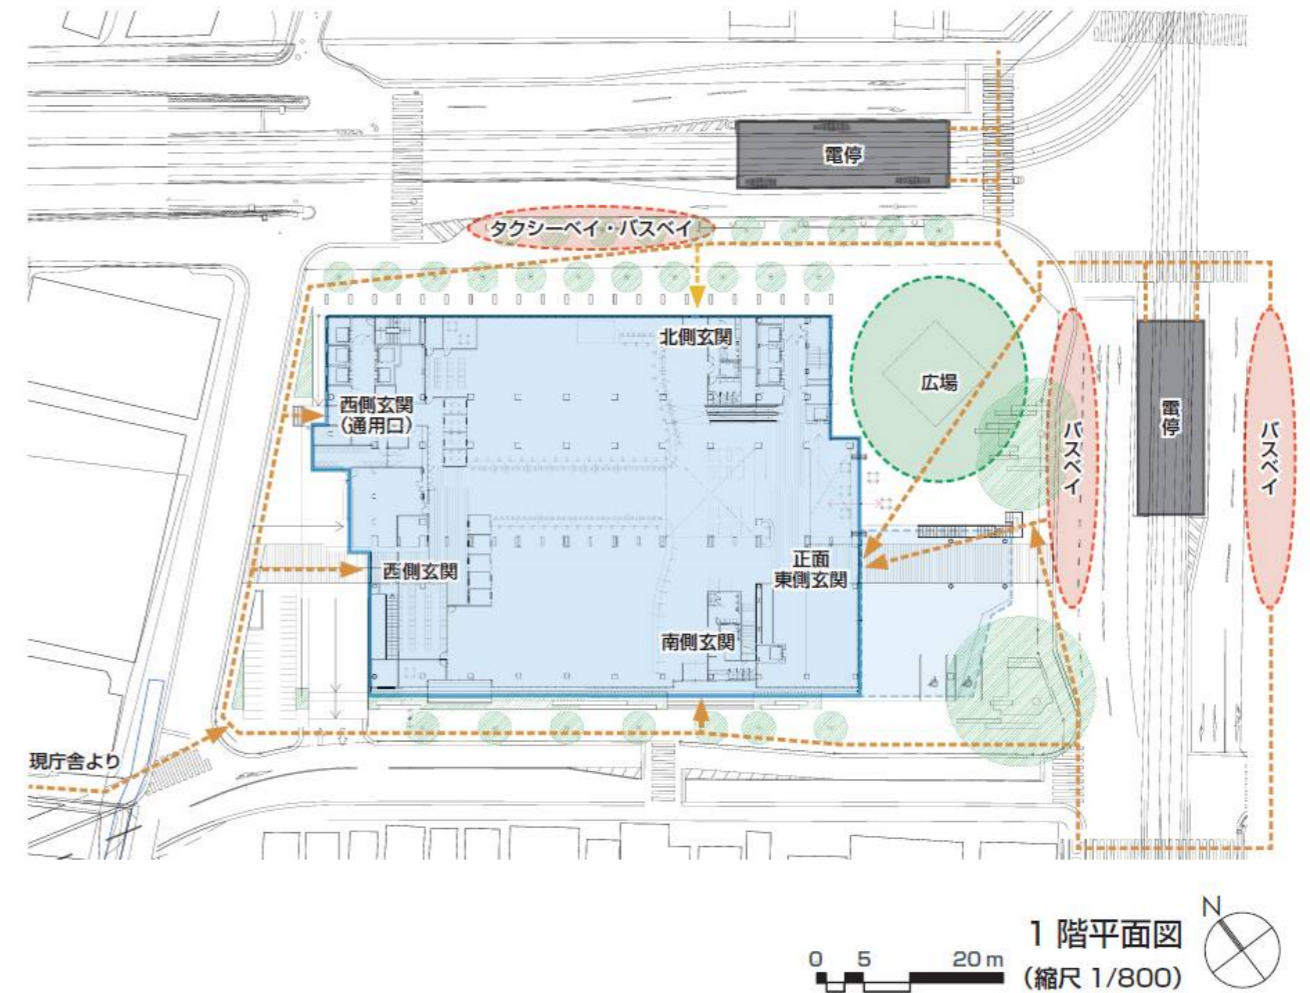 電停
タクシーベイ・バスベイ
北側玄関
広場
西側玄関
（通用口）
電停
バスベイ
バスベイ
西側玄関
正面
東側玄関
南側玄関
現庁舎より
N
1 階平面図
0 5 20 m
（縮尺 1/800）